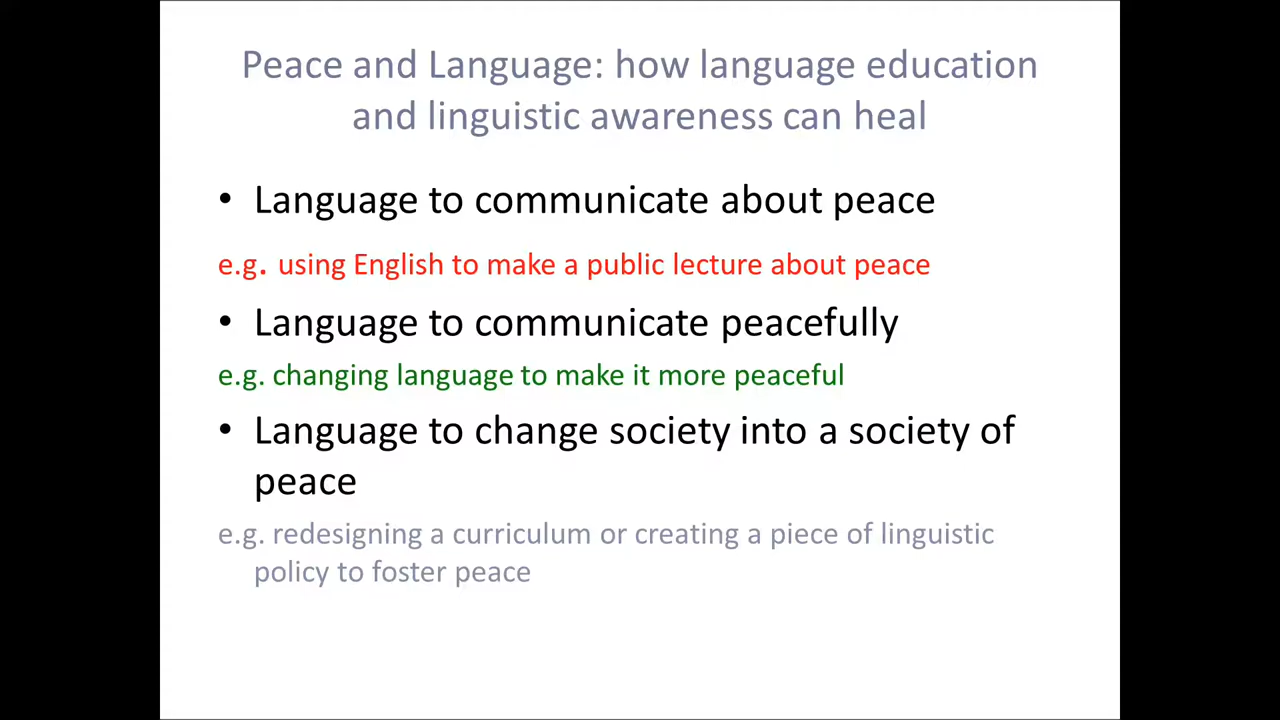 Peace and Language: how language education
and linguistic awareness can heal
• Language to communicate about peace
e.g. using English to make a public lecture about peace
• Language to communicate peacefully
e.g. changing language to make it more peaceful
• Language to change society into a society of
peace
e.g. redesigning a curriculum or creating a piece of linguistic
policy to foster peace